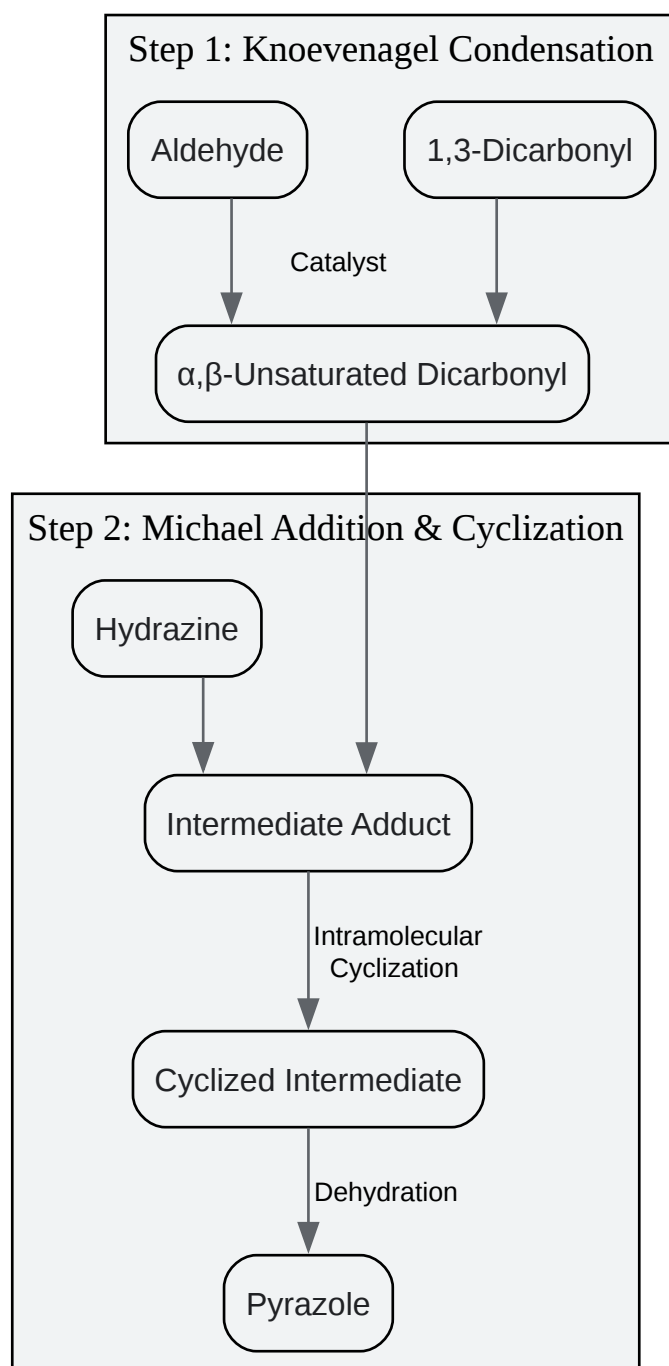 Step 1: Knoevenagel Condensation
Aldehyde
1,3-Dicarbonyl
Catalyst
α,β-Unsaturated Dicarbonyl
Step 2: Michael Addition & Cyclization
Hydrazine
Intermediate Adduct
Intramolecular
Cyclization
Cyclized Intermediate
Dehydration
Pyrazole